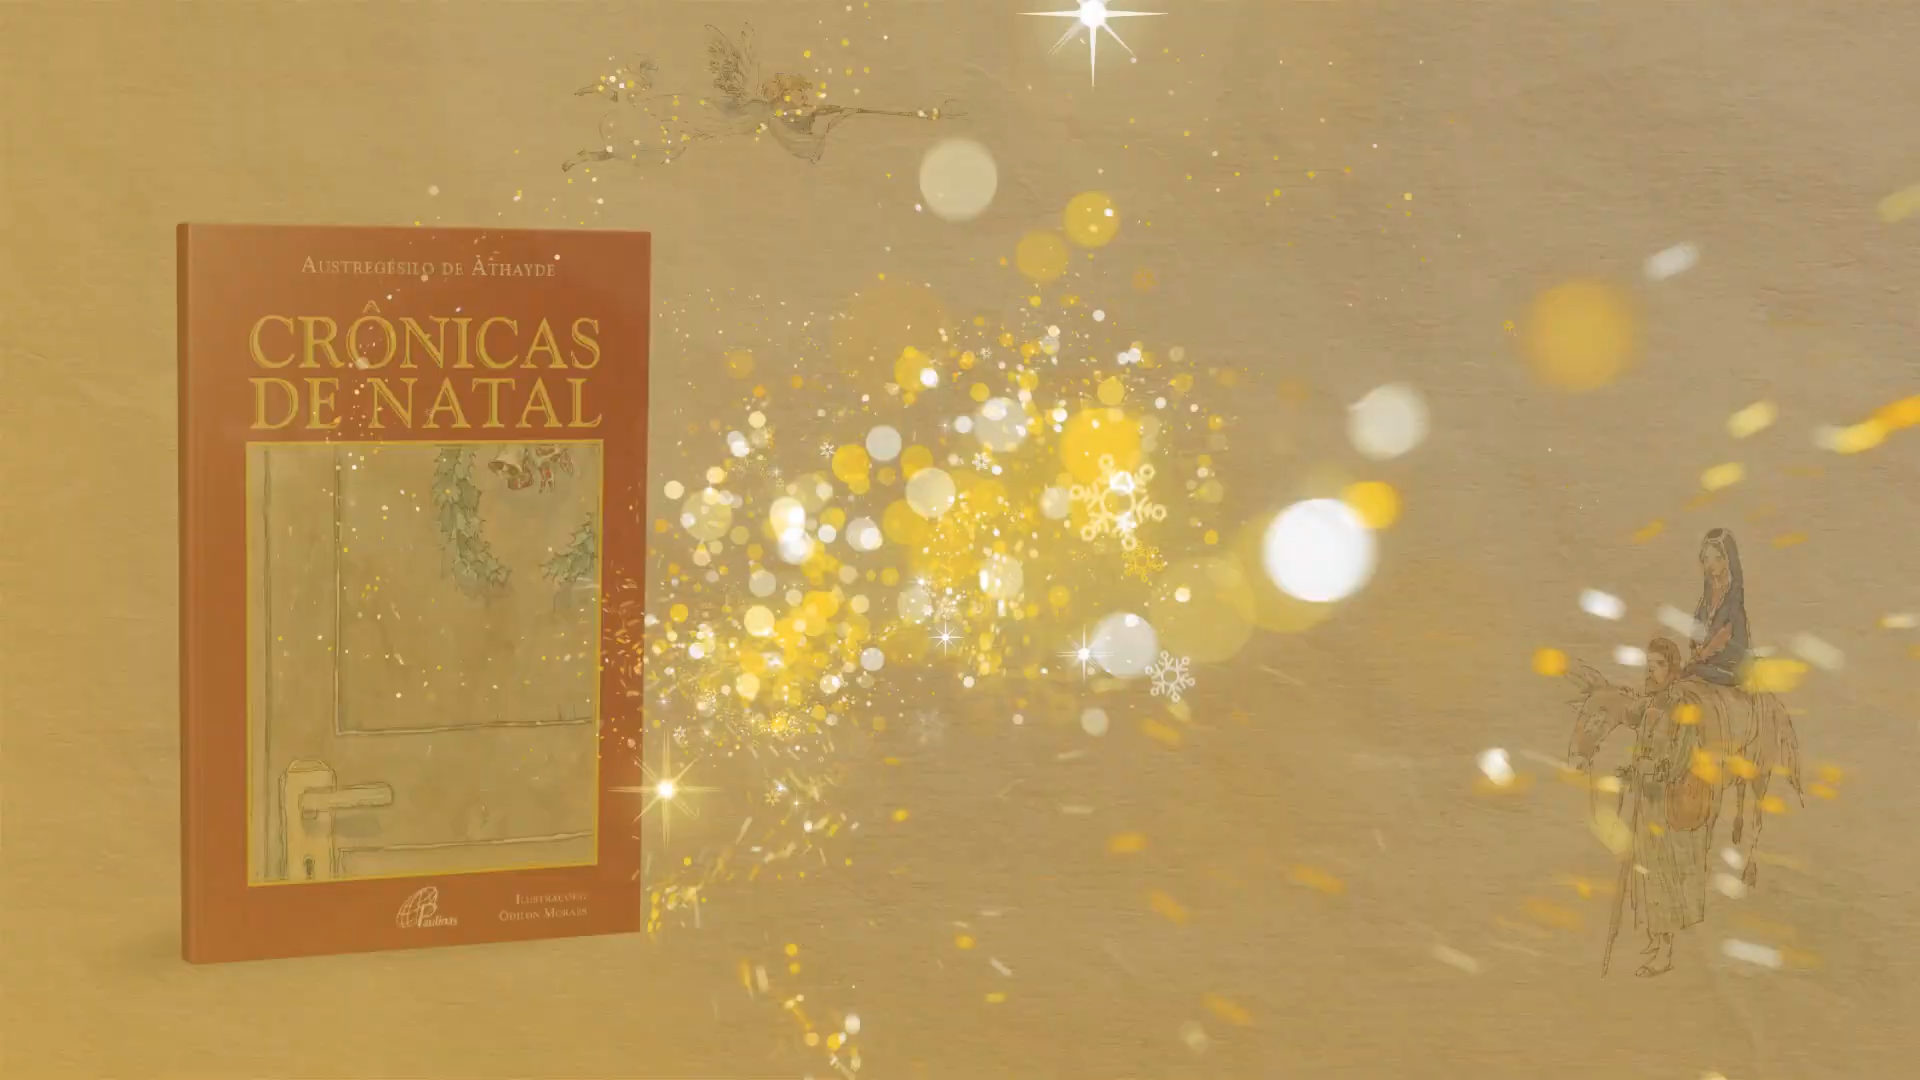 AUSTREGÉSILO DE ATHAYDE
CRÔNICAS
DE NATAL
Paulinas
ILUSTRAÇÕES:
ODILON MORAES